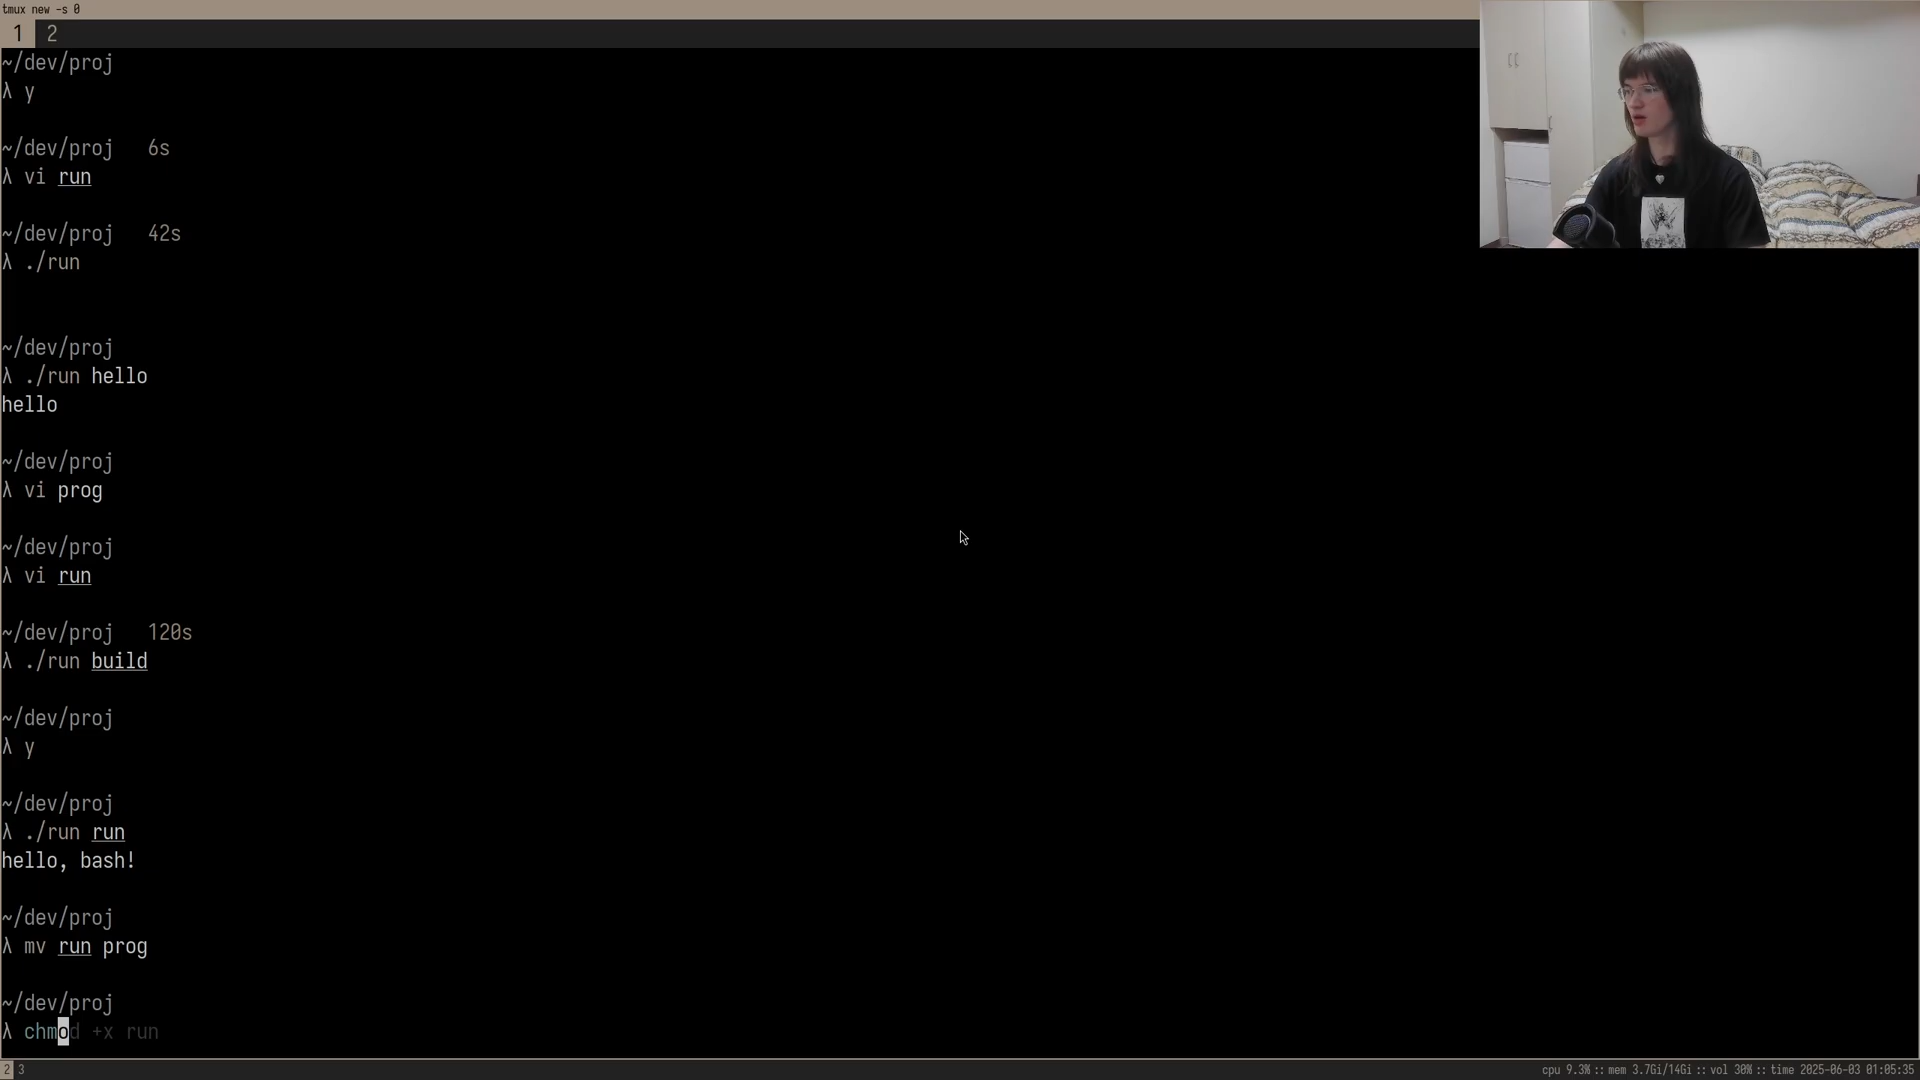 tmux new -s 0
1 2
~/dev/proj
λ y
~/dev/proj 6s
λ vi run
~/dev/proj 42s
λ ./run
~/dev/proj
λ ./run hello
hello
~/dev/proj
λ vi prog
~/dev/proj
λ vi run
~/dev/proj 120s
λ ./run build
~/dev/proj
λ y
~/dev/proj
λ ./run run
hello, bash!
~/dev/proj
λ mv run prog
~/dev/proj
λ chmod +x run
2 3
cpu 9.3% :: mem 3.7Gi/14Gi :: vol 30% :: time 2025-06-03 01:05:35